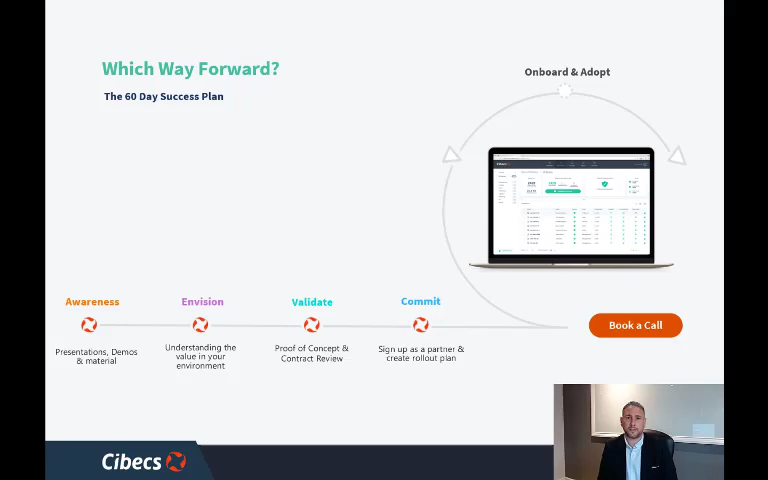 Which Way Forward?
The 60 Day Success Plan
Onboard & Adopt
Awareness
Presentations, Demos
& material
Envision
Understanding the
value in your
environment
Validate
Proof of Concept &
Contract Review
Commit
Sign up as a partner &
create rollout plan
Book a Call
Cibecs